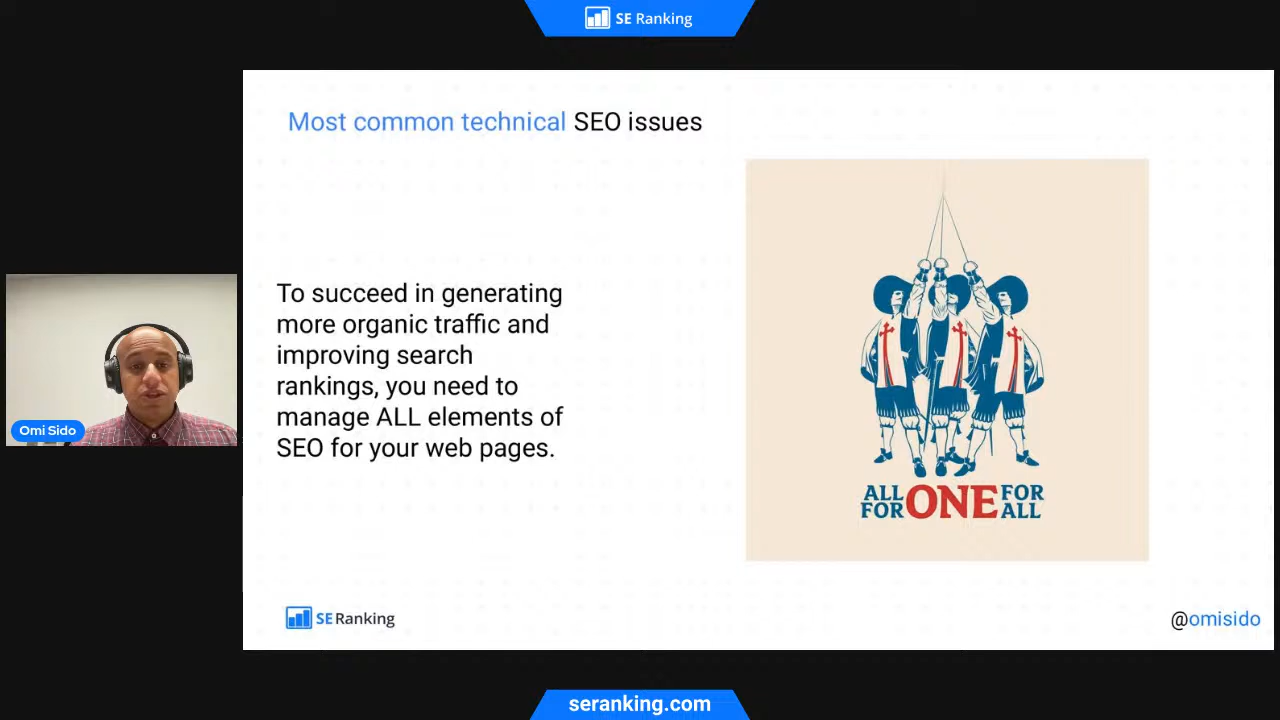 SE Ranking
Most common technical SEO issues
To succeed in generating
more organic traffic and
improving search
rankings, you need to
manage ALL elements of
SEO for your web pages.
ALL FOR ONE FOR ALL
Omi Sido
SE Ranking
@omisido
seranking.com